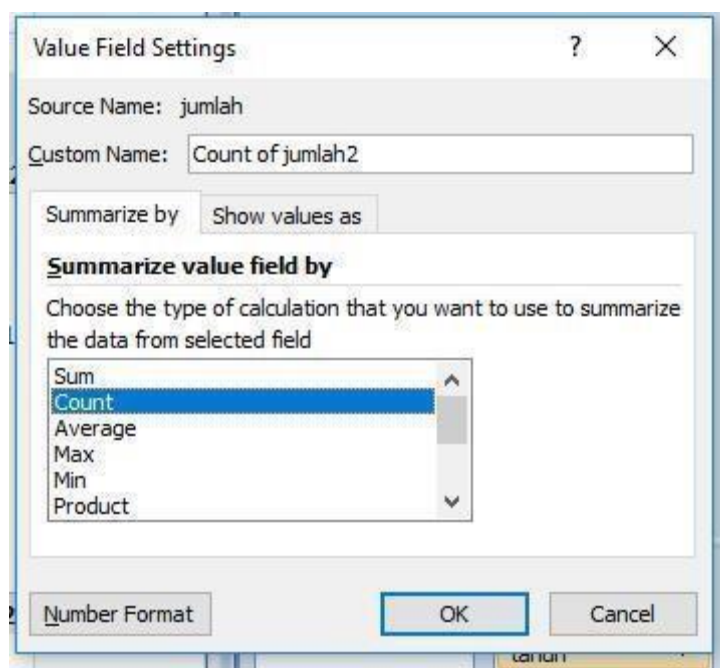 Value Field Settings
Source Name: jumlah
Custom Name: Count of jumlah2
Summarize by Show values as
Summarize value field by
Choose the type of calculation that you want to use to summarize
the data from selected field
Sum
Count
Average
Max
Min
Product
Number Format OK Cancel
tahun